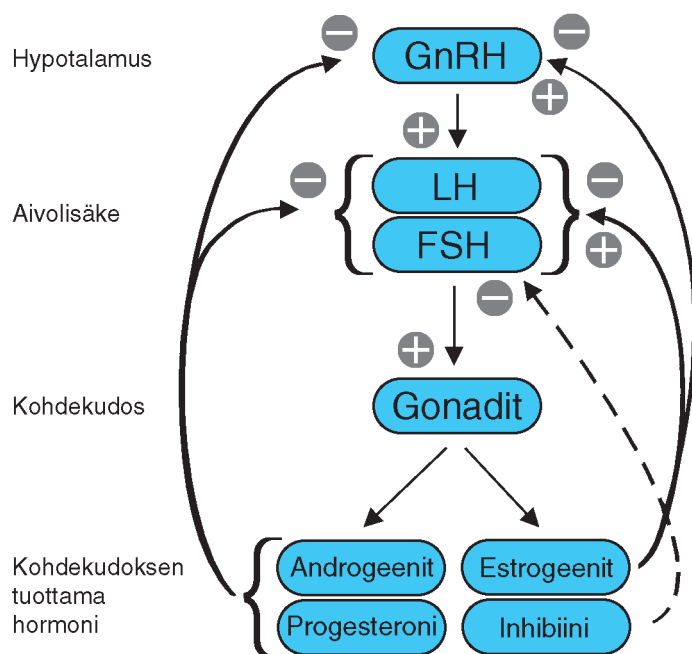 Hypotalamus
−
GnRH
−
+
+
Aivolisäke
−
LH
−
FSH
+
−
+
Kohdekudos
Gonadit
Kohdekudoksen
tuottama
hormoni
Androgeenit
Estrogeenit
Progesteroni
Inhibiini